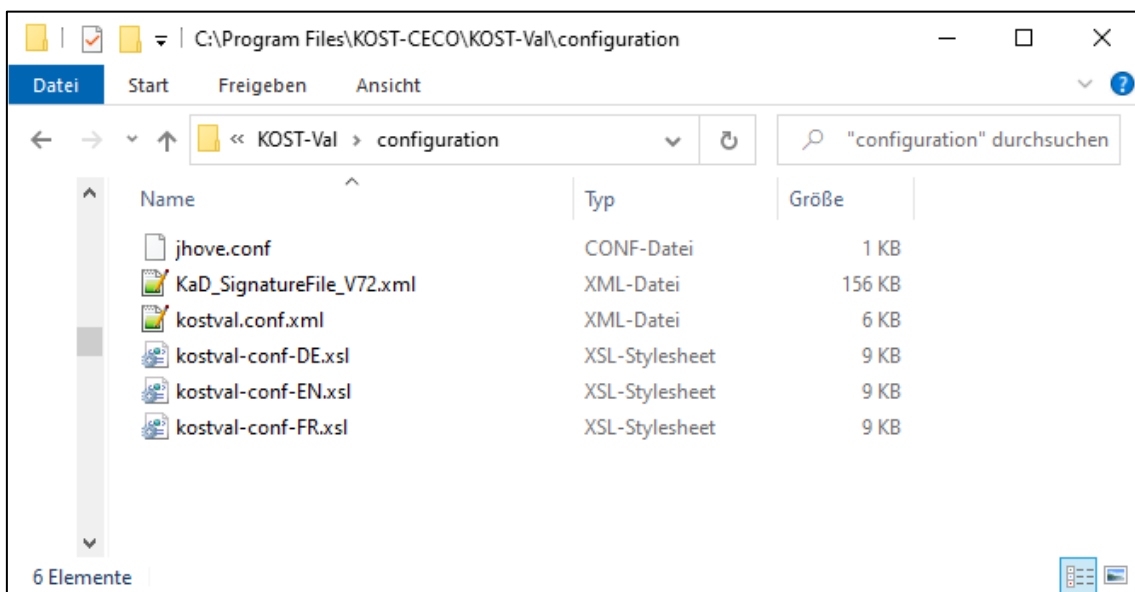 C:\Program Files\KOST-CECO\KOST-Val\configuration
Datei Start Freigeben Ansicht ?
« KOST-Val › configuration "configuration" durchsuchen
Name Typ Größe
jhove.conf CONF-Datei 1 KB
KaD_SignatureFile_V72.xml XML-Datei 156 KB
kostval.conf.xml XML-Datei 6 KB
kostval-conf-DE.xsl XSL-Stylesheet 9 KB
kostval-conf-EN.xsl XSL-Stylesheet 9 KB
kostval-conf-FR.xsl XSL-Stylesheet 9 KB
6 Elemente